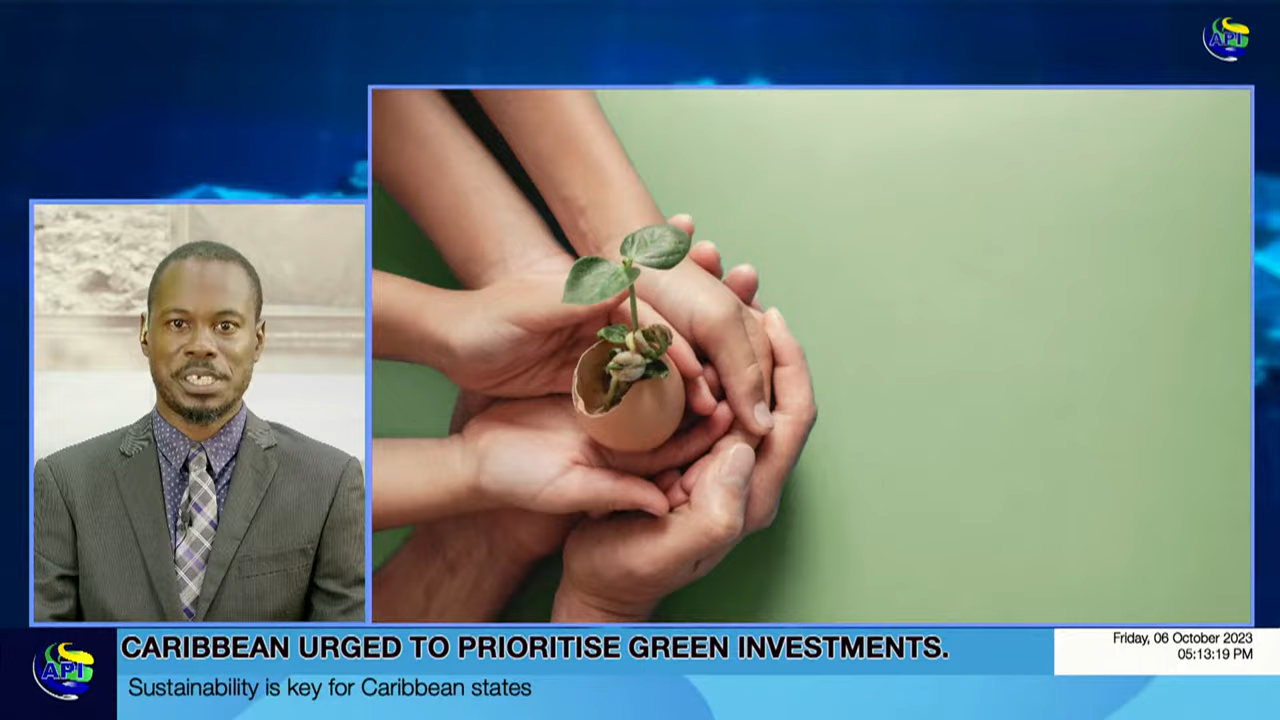 API
CARIBBEAN URGED TO PRIORITISE GREEN INVESTMENTS.
Friday, 06 October 2023
05:13:19 PM
API
Sustainability is key for Caribbean states